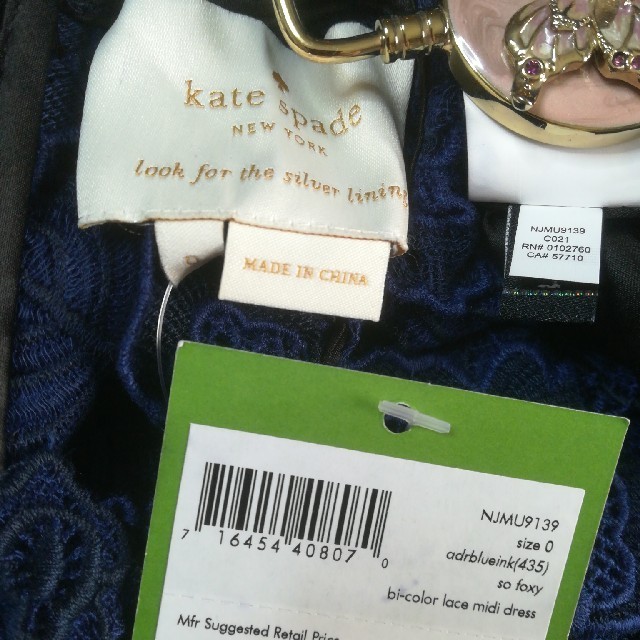 kate spade
NEW YORK
look for the silver lining
MADE IN CHINA
NJMU9139
C021
RN# 0102760
CA# 57710
NJMU9139
size 0
adrblueink(435)
so foxy
bi-color lace midi dress
7 16454 40807 0
Mfr Suggested Retail Price